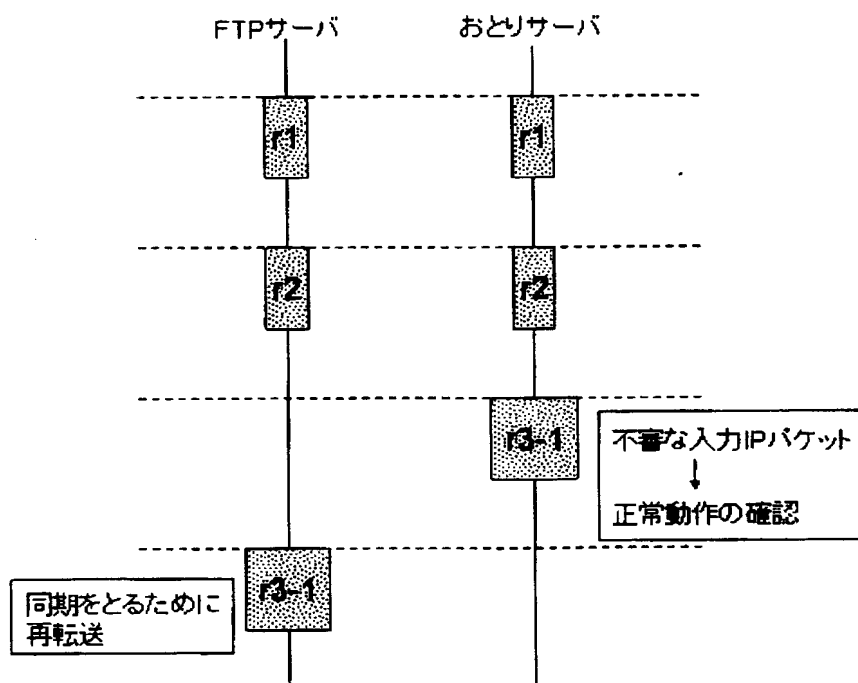 FTPサーバ
おとりサーバ
r1
r1
r2
r2
r3-1
不審な入力IPパケット
↓
正常動作の確認
r3-1
同期をとるために
再転送